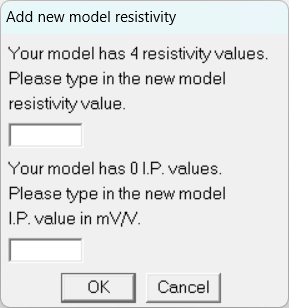 Add new model resistivity
Your model has 4 resistivity values.
Please type in the new model
resistivity value.
Your model has 0 I.P. values.
Please type in the new model
I.P. value in mV/V.
OK
Cancel